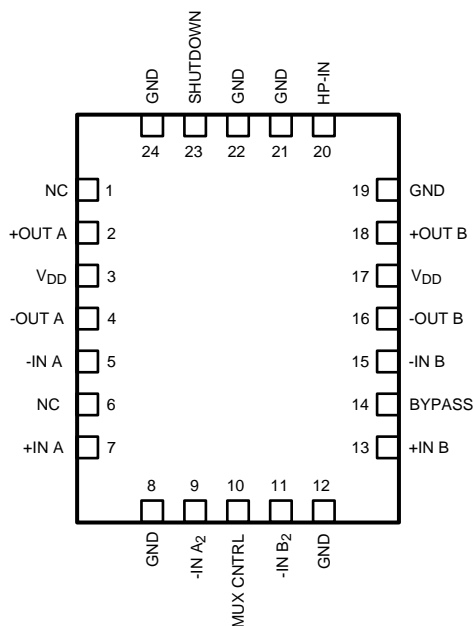 GND
SHUTDOWN
GND
GND
HP-IN
24
23
22
21
20
NC 1
+OUT A 2
VDD 3
-OUT A 4
-IN A 5
NC 6
+IN A 7
19 GND
18 +OUT B
17 VDD
16 -OUT B
15 -IN B
14 BYPASS
13 +IN B
8
9
10
11
12
GND
-IN A2
MUX CNTRL
-IN B2
GND